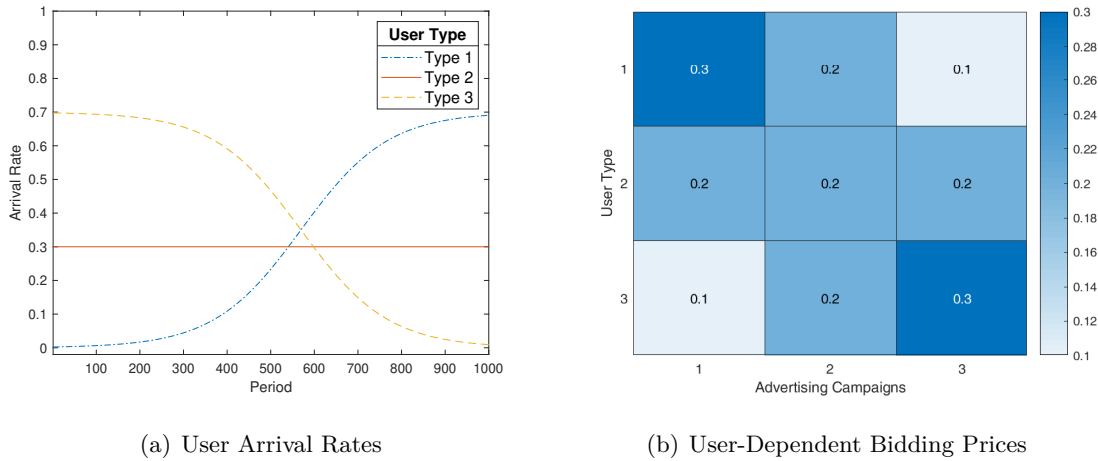 User Type
Type 1
Type 2
Type 3
1
0.9
0.8
0.7
0.6
0.5
0.4
0.3
0.2
0.1
0
Arrival Rate
100 200 300 400 500 600 700 800 900 1000
Period
(a) User Arrival Rates
1 0.3 0.2 0.1
2 0.2 0.2 0.2
3 0.1 0.2 0.3
User Type
1 2 3
Advertising Campaigns
0.3
0.28
0.26
0.24
0.22
0.2
0.18
0.16
0.14
0.12
0.1
(b) User-Dependent Bidding Prices